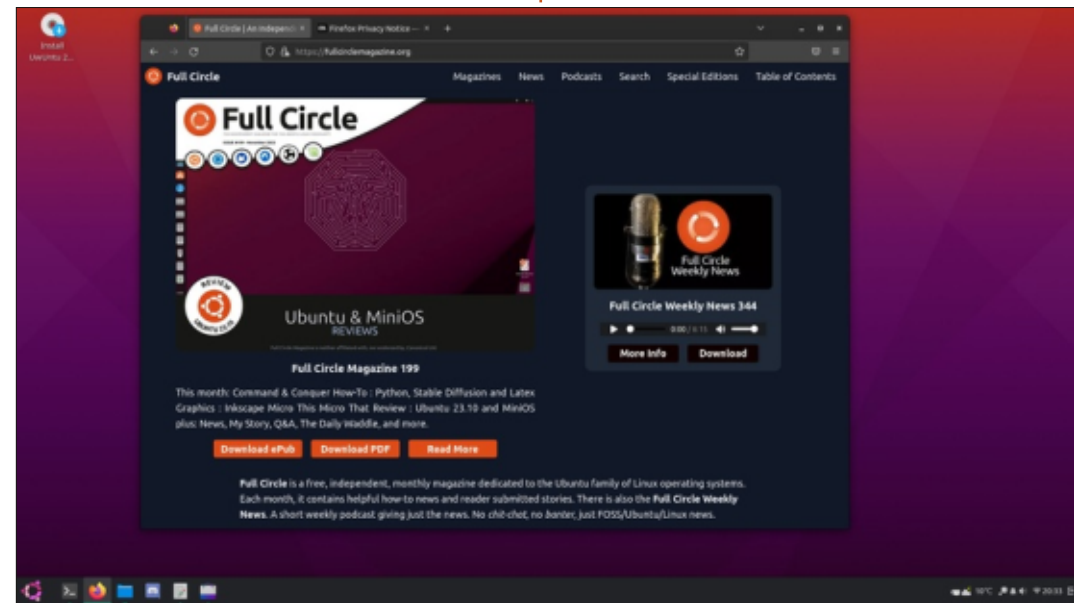 Install
Full Circle | An Independ
Firefox Privacy Notice —
https://fullcirclemagazine.org
Full Circle
Magazines News Podcasts Search Special Editions Table of Contents
Full Circle
REVIEW
UBUNTU 23.10
Ubuntu & MiniOS
REVIEWS
Full Circle Magazine 199
This month: Command & Conquer How-To : Python, Stable Diffusion and Latex
Graphics : Inkscape Micro This Micro That Review : Ubuntu 23.10 and MiniOS
plus: News, My Story, Q&A, The Daily Waddle, and more.
Download ePub Download PDF Read More
Full Circle
Weekly News
Full Circle Weekly News 344
More Info Download
Full Circle is a free, independent, monthly magazine dedicated to the Ubuntu family of Linux operating systems.
Each month, it contains helpful how-to news and reader submitted stories. There is also the Full Circle Weekly
News. A short weekly podcast giving just the news. No chit-chat, no banter, just FOSS/Ubuntu/Linux news.
10°C 20:33